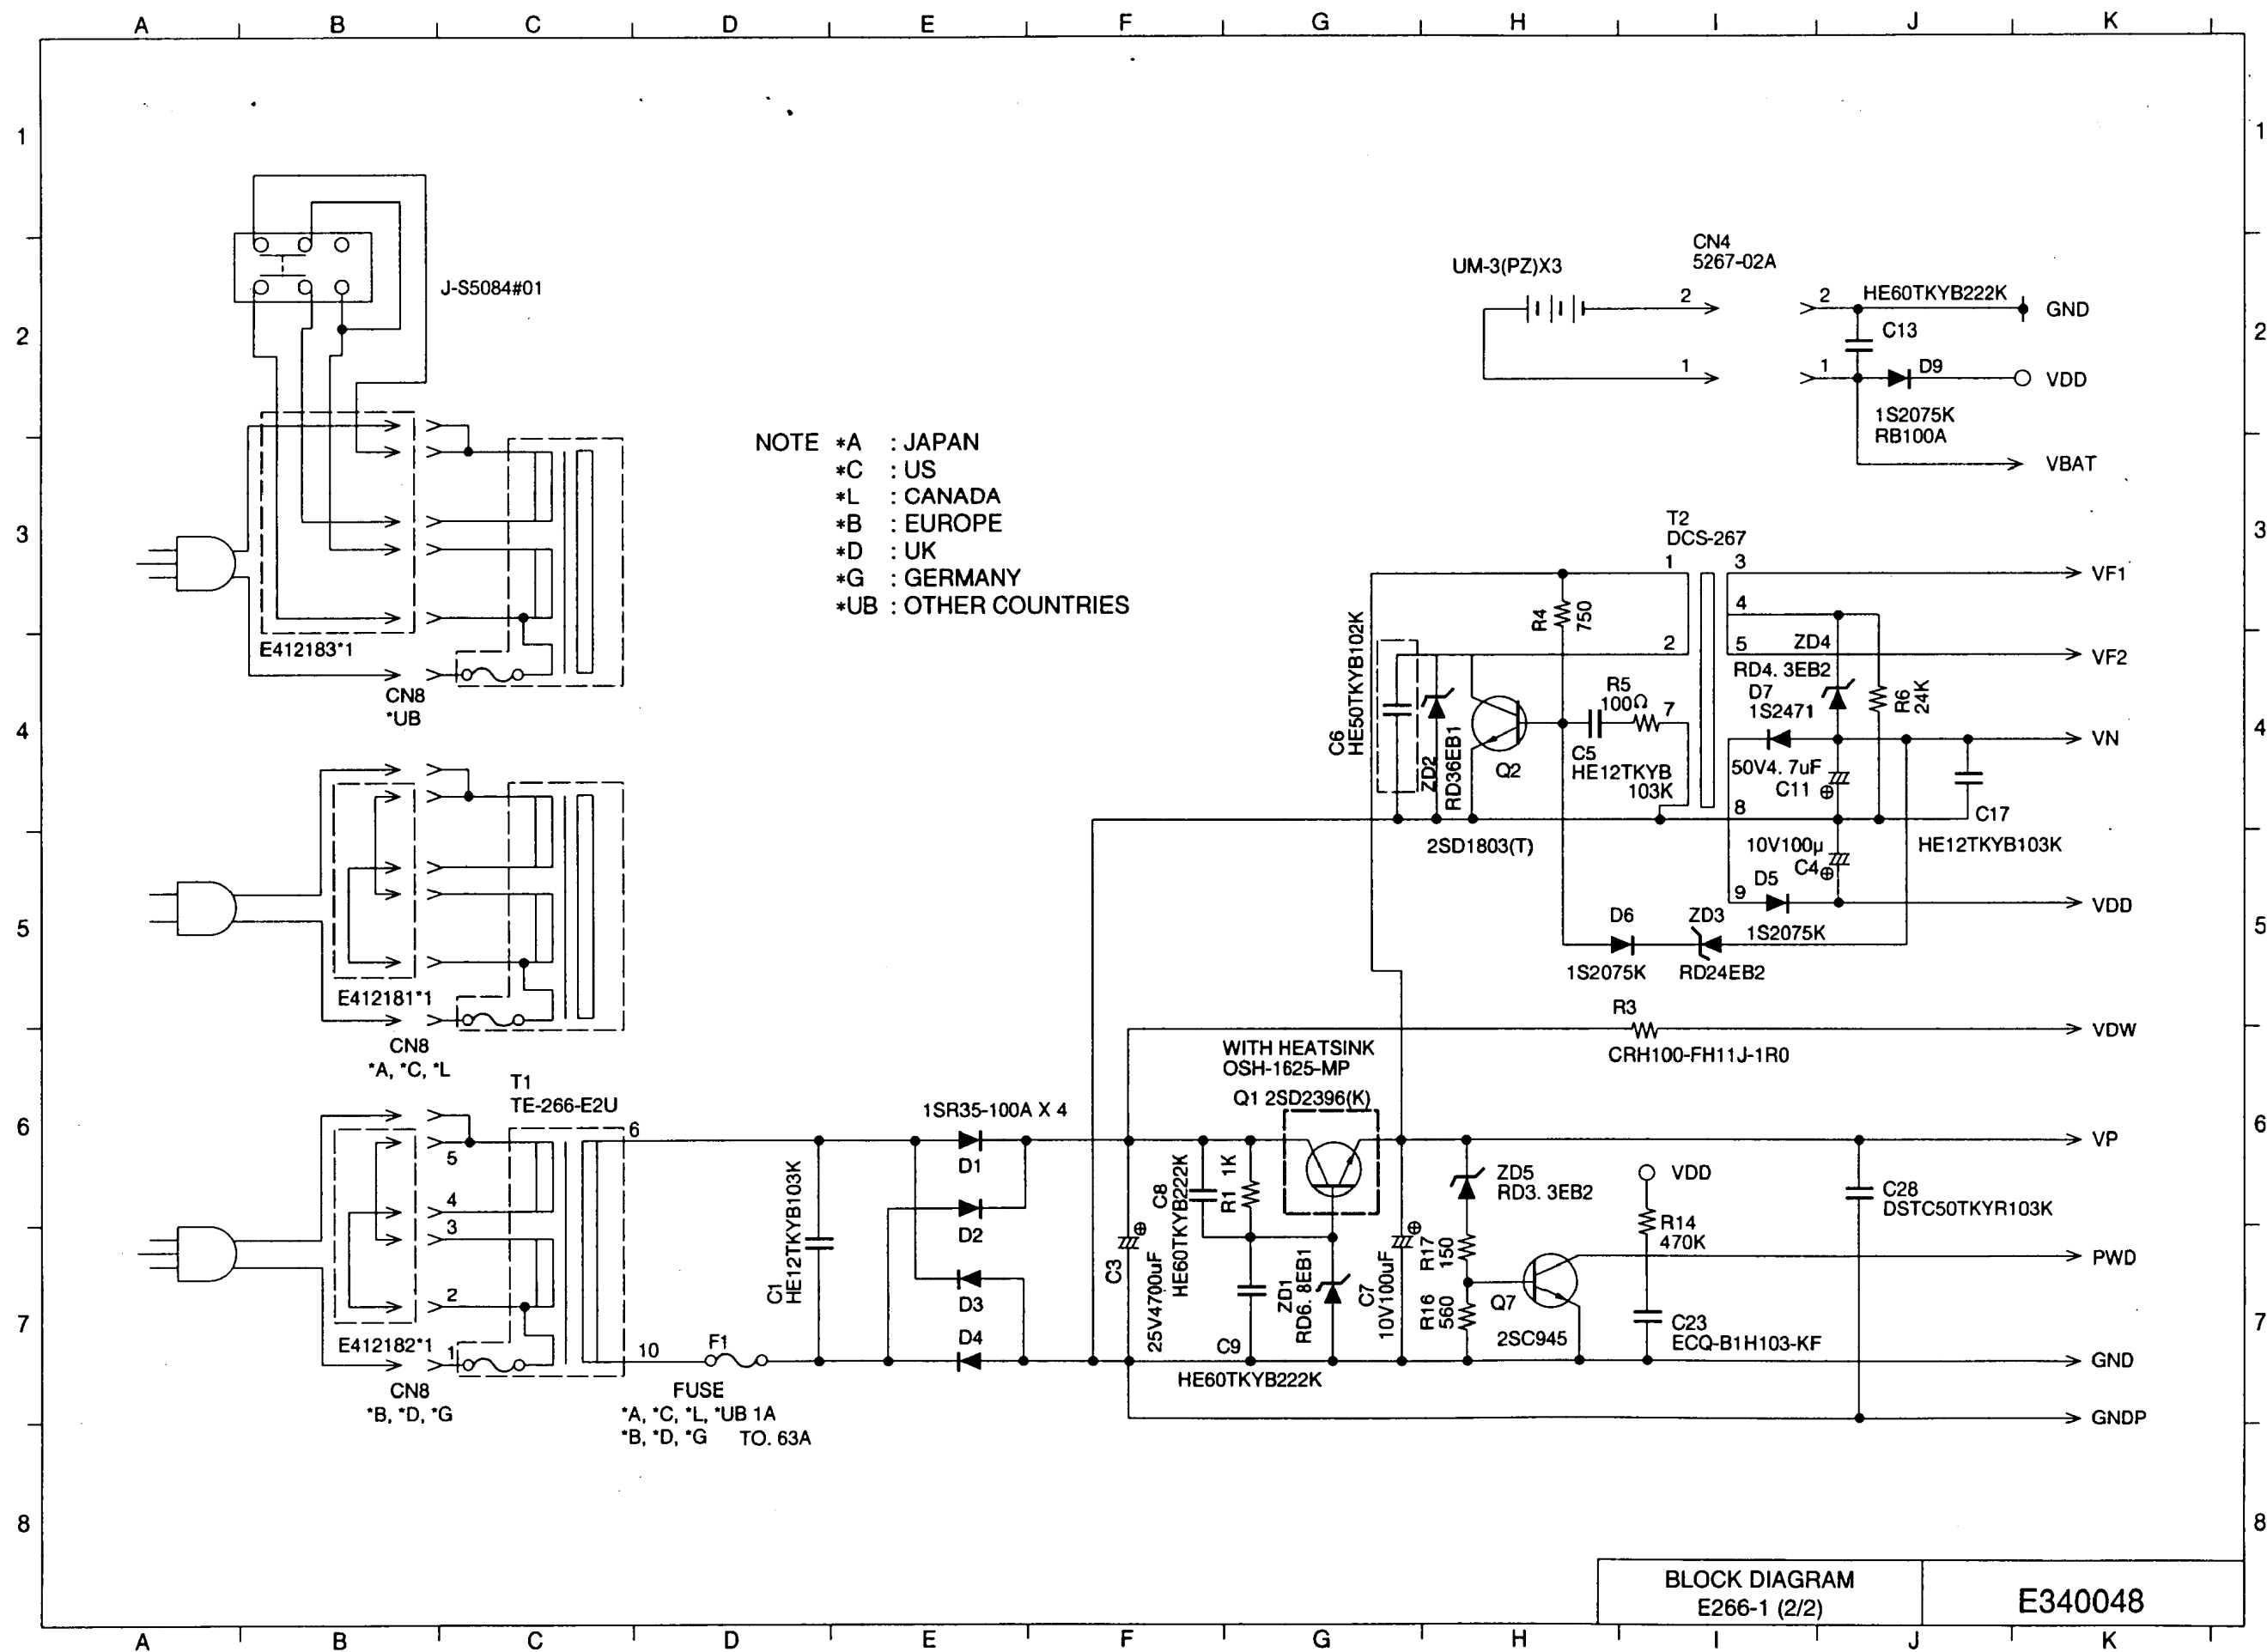 A B C D E F G H I J K
1 1
J-S5084#01
2 2
UM-3(PZ)X3
CN4
5267-02A
2 2 HE60TKYB222K GND
C13
1 1 D9 VDD
1S2075K
RB100A
VBAT
NOTE *A : JAPAN
*C : US
*L : CANADA
*B : EUROPE
*D : UK
*G : GERMANY
*UB : OTHER COUNTRIES
3 3
E412183*1
CN8
*UB
T2
DCS-267
1 3 VF1
R4
750
4
2 5 ZD4 VF2
RD4. 3EB2
C6
HE50TKYB102K
ZD2
RD36EB1
Q2
2SD1803(T)
R5
100Ω
7
C5
HE12TKYB
103K
D7
1S2471
R6
24K
4 4
VN
50V4. 7uF
C11
8
C17
HE12TKYB103K
10V100μ
C4
9 D5 VDD
1S2075K
D6 ZD3
1S2075K RD24EB2
5 5
E412181*1
CN8
*A, *C, *L
R3
VDW
CRH100-FH11J-1R0
T1
TE-266-E2U
WITH HEATSINK
OSH-1625-MP
Q1 2SD2396(K)
1SR35-100A X 4
6 6
6
VP
5
4
3
2
1
10
E412182*1
CN8
*B, *D, *G
F1
FUSE
*A, *C, *L, *UB 1A
*B, *D, *G TO. 63A
C1
HE12TKYB103K
D1
D2
D3
D4
C3
25V4700uF
C8
HE60TKYB222K
R1 1K
C9
HE60TKYB222K
ZD1
RD6. 8EB1
C7
10V100uF
ZD5
RD3. 3EB2
R17
150
R16
560
Q7
2SC945
VDD
R14
470K
C23
ECQ-B1H103-KF
C28
DSTC50TKYR103K
PWD
7 7
GND
GNDP
8 8
BLOCK DIAGRAM
E266-1 (2/2)
E340048
A B C D E F G H I J K